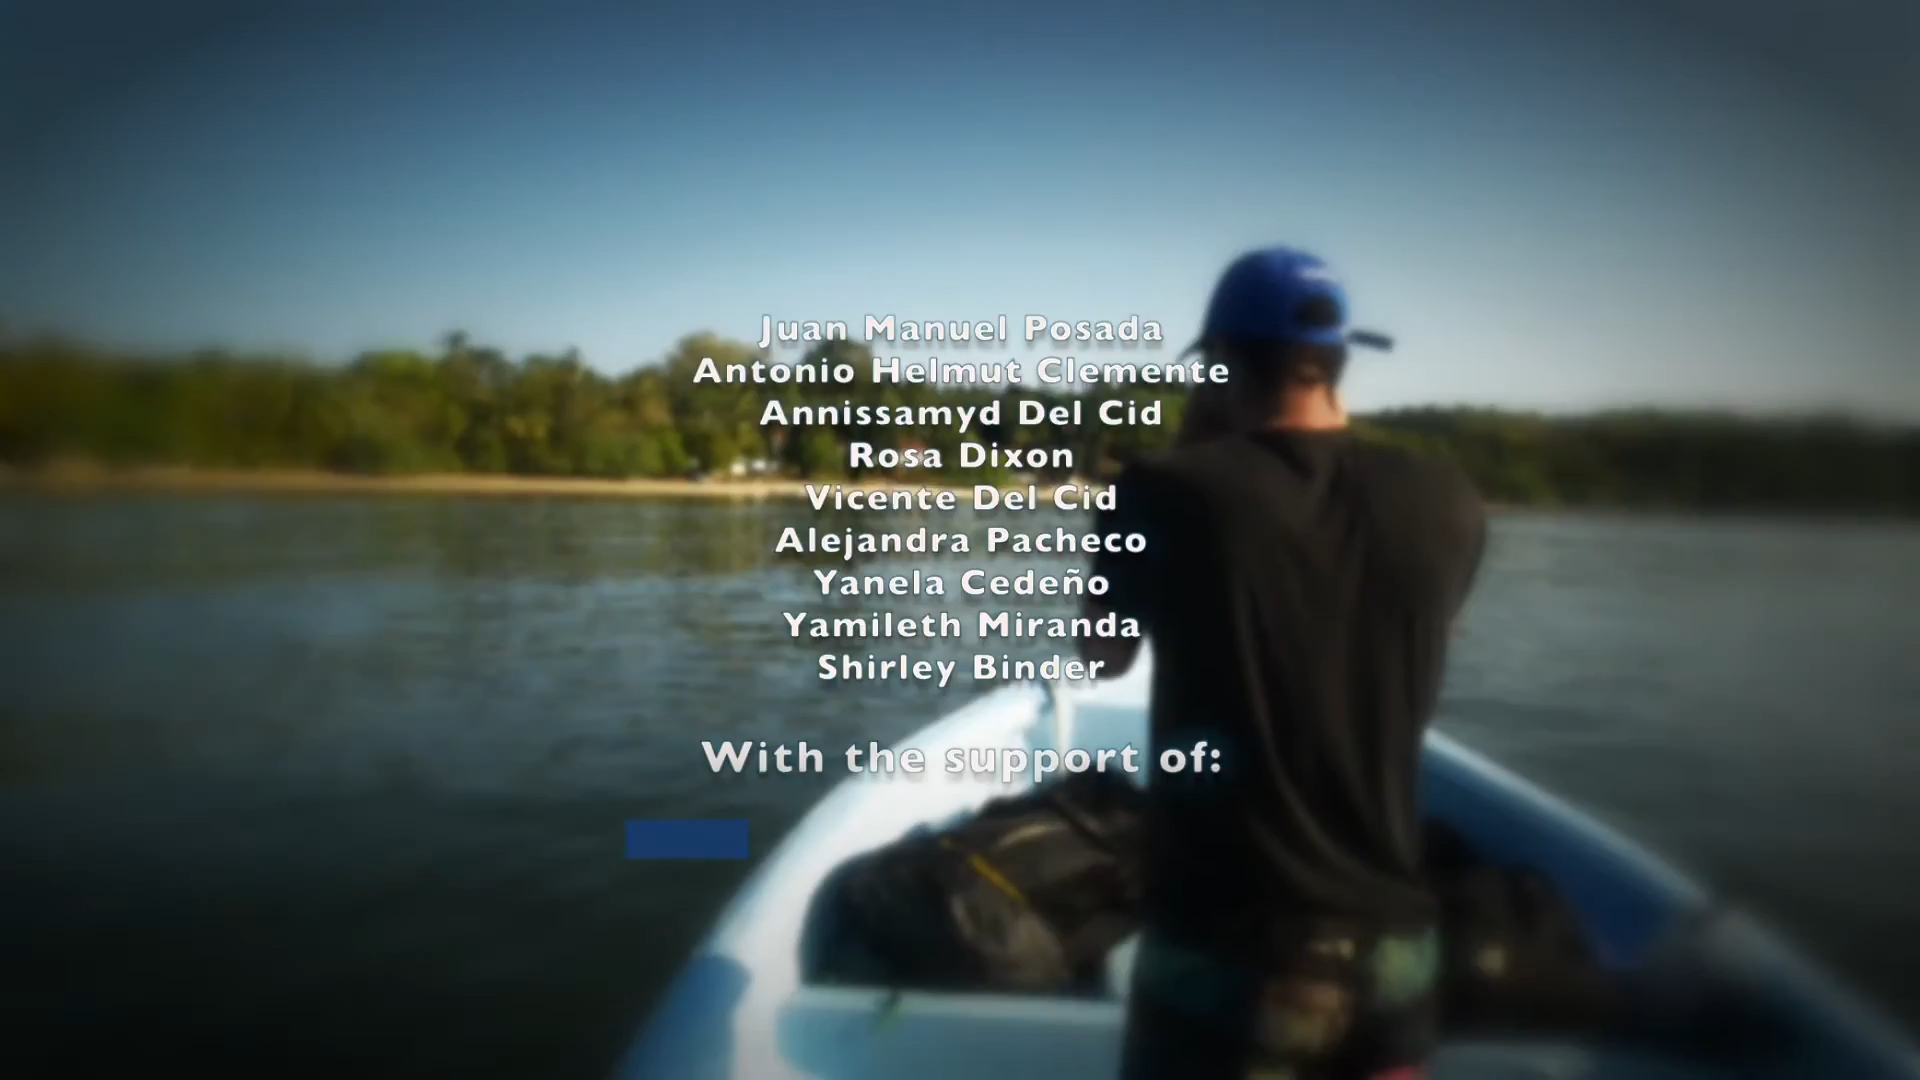 Juan Manuel Posada
Antonio Helmut Clemente
Annissamyd Del Cid
Rosa Dixon
Vicente Del Cid
Alejandra Pacheco
Yanela Cedeño
Yamileth Miranda
Shirley Binder
With the support of: